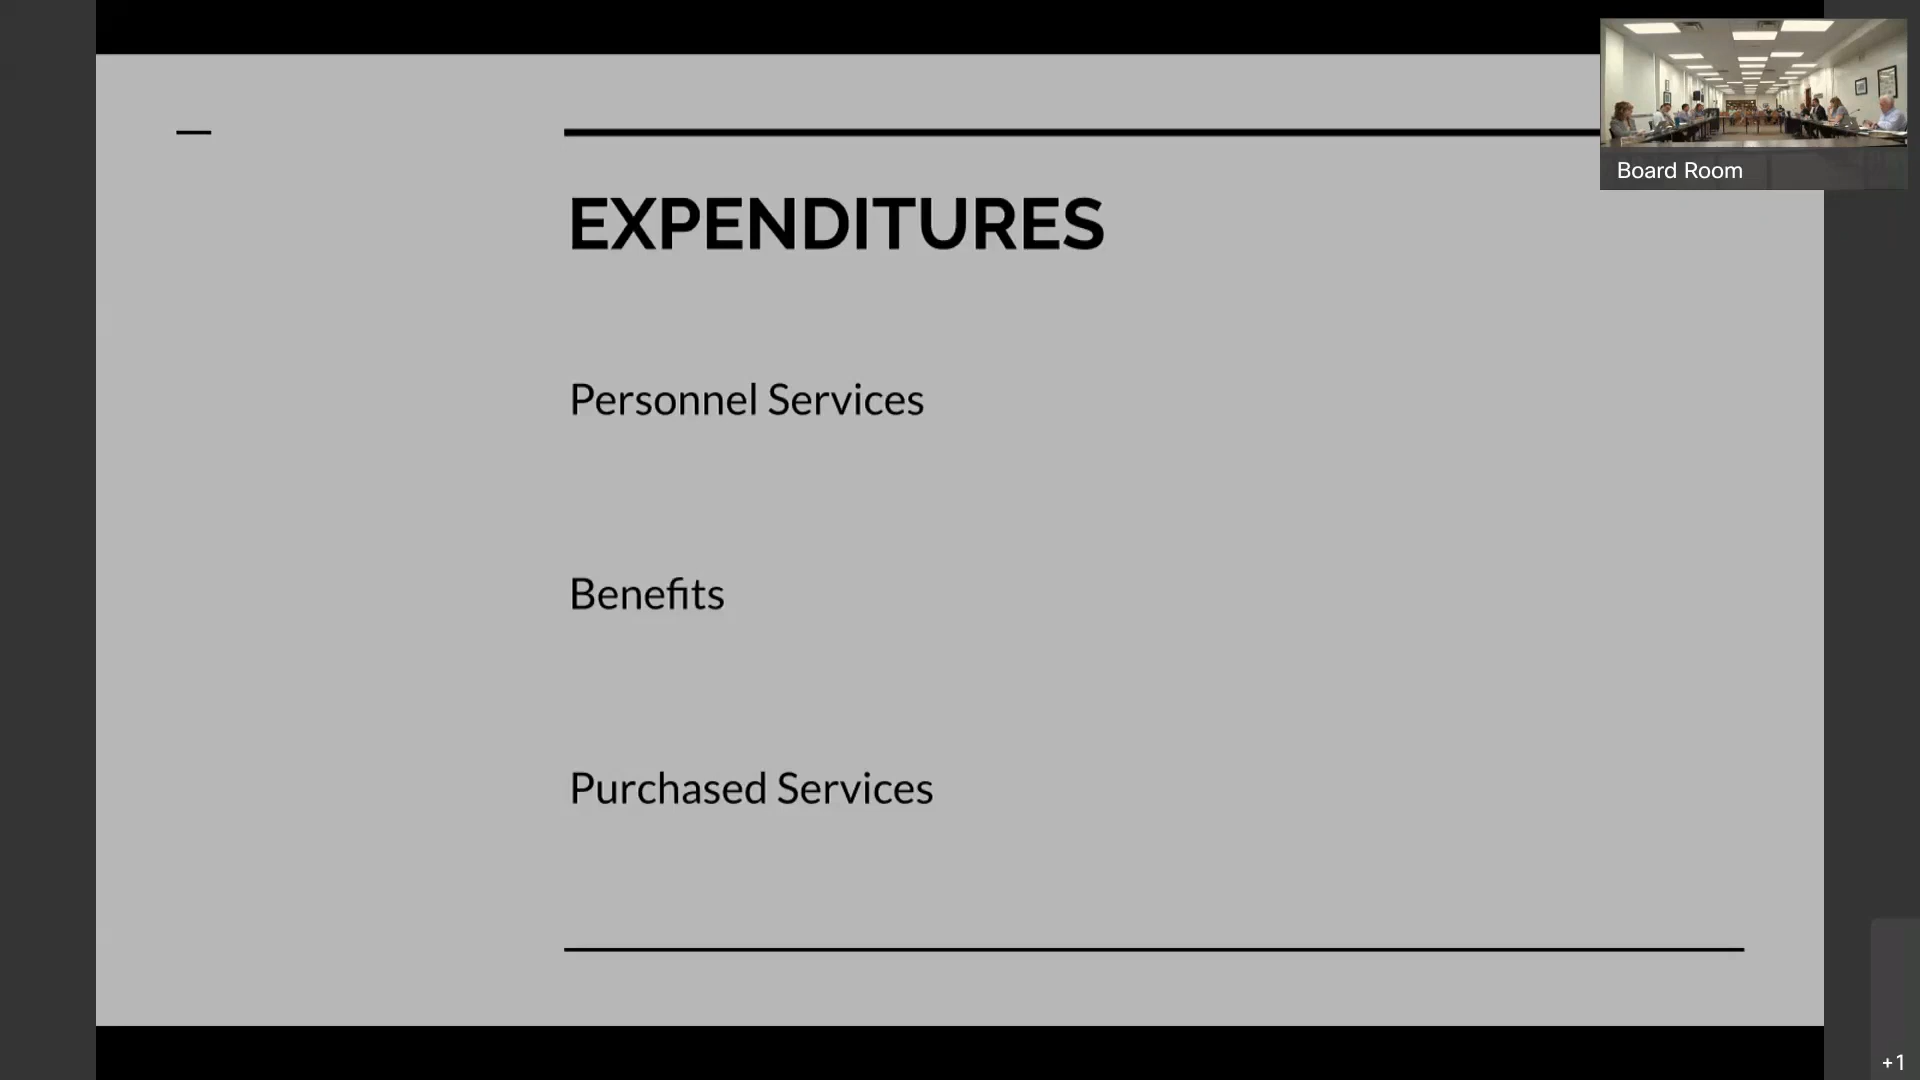 Board Room
EXPENDITURES
Personnel Services
Benefits
Purchased Services
+1